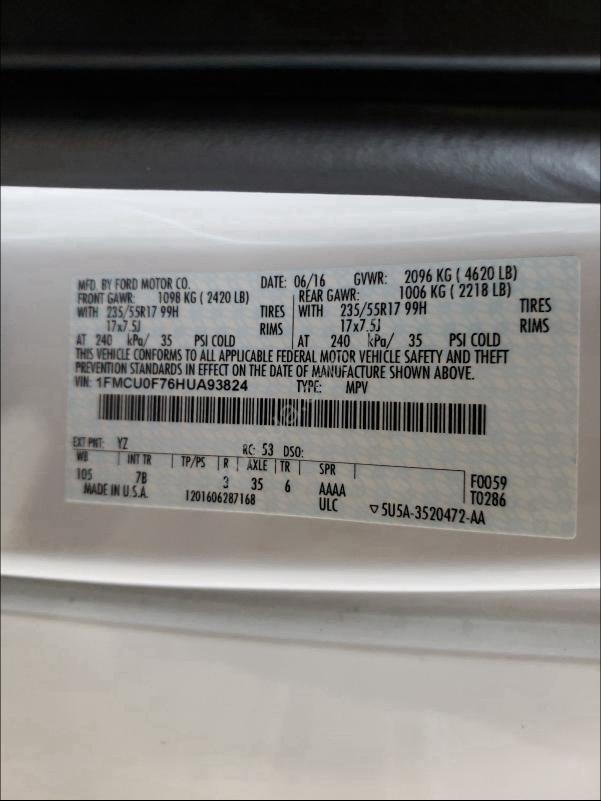 MFD. BY FORD MOTOR CO. DATE: 06/16 GVWR: 2096 KG ( 4620 LB)
FRONT GAWR: 1098 KG ( 2420 LB) REAR GAWR: 1006 KG ( 2218 LB)
WITH 235/55R17 99H TIRES WITH 235/55R17 99H TIRES
17x7.5J RIMS 17x7.5J RIMS
AT 240 kPa/ 35 PSI COLD AT 240 kPa/ 35 PSI COLD
THIS VEHICLE CONFORMS TO ALL APPLICABLE FEDERAL MOTOR VEHICLE SAFETY AND THEFT
PREVENTION STANDARDS IN EFFECT ON THE DATE OF MANUFACTURE SHOWN ABOVE.
VIN: 1FMCU0F76HUA93824 TYPE: MPV
EXT PNT: YZ RC: 53 DSO:
WB INT TR TP/PS R AXLE TR SPR
105 7B 3 35 6 AAAA F0059
MADE IN U.S.A. 1201606287168 ULC T0286
▽5U5A-3520472-AA